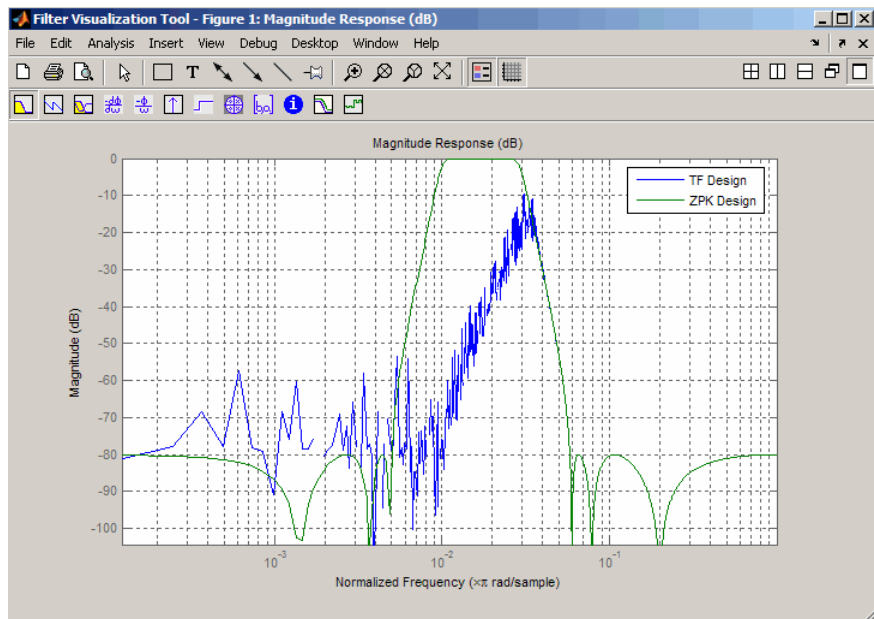 Filter Visualization Tool - Figure 1: Magnitude Response (dB)
File Edit Analysis Insert View Debug Desktop Window Help
T
[b,a]
i
Magnitude Response (dB)
TF Design
ZPK Design
0
-10
-20
-30
-40
-50
-60
-70
-80
-90
-100
Magnitude (dB)
10⁻³
10⁻²
10⁻¹
Normalized Frequency (×π rad/sample)